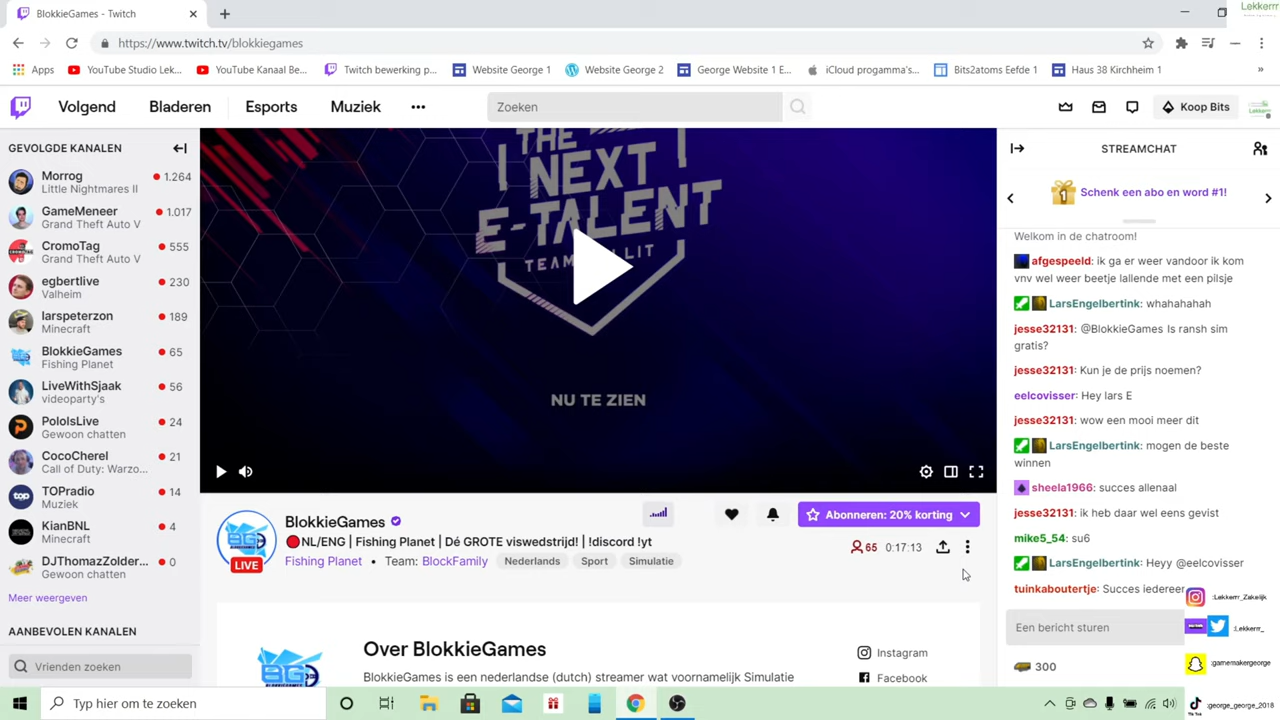 BlokkieGames - Twitch
Lekkerrr
https://www.twitch.tv/blokkiegames
Apps
YouTube Studio Lek...
YouTube Kanaal Be...
Twitch bewerking p...
Website George 1
Website George 2
George Website 1 E...
iCloud progamma's...
Bits2atoms Eefde 1
Haus 38 Kirchheim 1
»
Volgend
Bladeren
Esports
Muziek
Zoeken
Koop Bits
GEVOLGDE KANALEN
Morrog
1.264
Little Nightmares II
GameMeneer
1.017
Grand Theft Auto V
CromoTag
555
Grand Theft Auto V
egbertlive
230
Valheim
larspeterzon
189
Minecraft
BlokkieGames
65
Fishing Planet
LiveWithSjaak
56
videoparty's
PoloIsLive
24
Gewoon chatten
CocoCherel
21
Call of Duty: Warzo...
TOPradio
14
Muziek
KianBNL
4
Minecraft
DJThomazZolder...
0
Gewoon chatten
Meer weergeven
AANBEVOLEN KANALEN
Vrienden zoeken
THE
NEXT
E-TALENT
NU TE ZIEN
LIVE
BlokkieGames
Abonneren: 20% korting
NL/ENG | Fishing Planet | Dé GROTE viswedstrijd! | !discord !yt
65
0:17:13
Fishing Planet • Team: BlockFamily
Nederlands
Sport
Simulatie
Over BlokkieGames
BlokkieGames is een nederlandse (dutch) streamer wat voornamelijk Simulatie
Instagram
Facebook
STREAMCHAT
1
Schenk een abo en word #1!
Welkom in de chatroom!
afgespeeld: ik ga er weer vandoor ik kom
vnv wel weer beetje lallende met een pilsje
LarsEngelbertink: whahahahah
jesse32131: @BlokkieGames Is ransh sim
gratis?
jesse32131: Kun je de prijs noemen?
eelcovisser: Hey lars E
jesse32131: wow een mooi meer dit
LarsEngelbertink: mogen de beste
winnen
sheela1966: succes allenaal
jesse32131: ik heb daar wel eens gevist
mike5_54: su6
LarsEngelbertink: Heyy @eelcovisser
tuinkaboutertje: Succes iedereer
Een bericht sturen
300
:Lekkerrr_Zakelijk
:Lekkerrr_
:gamemakergeorge
:george_george_2018
Typ hier om te zoeken